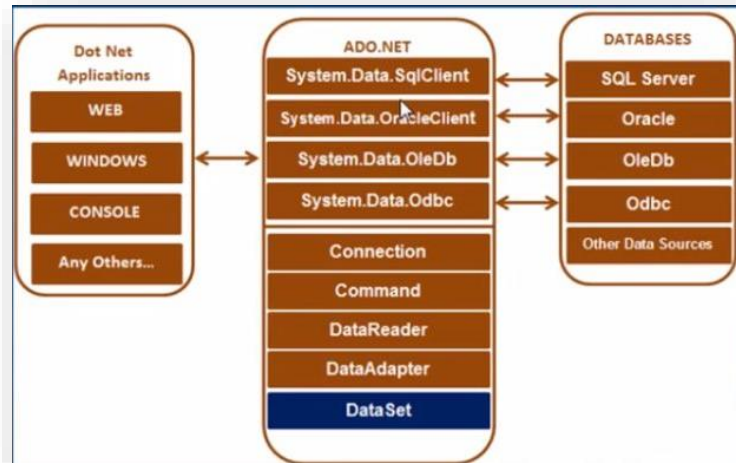 Dot Net
Applications
WEB
WINDOWS
CONSOLE
Any Others...
ADO.NET
System.Data.SqlClient
System.Data.OracleClient
System.Data.OleDb
System.Data.Odbc
Connection
Command
DataReader
DataAdapter
DataSet
DATABASES
SQL Server
Oracle
OleDb
Odbc
Other Data Sources